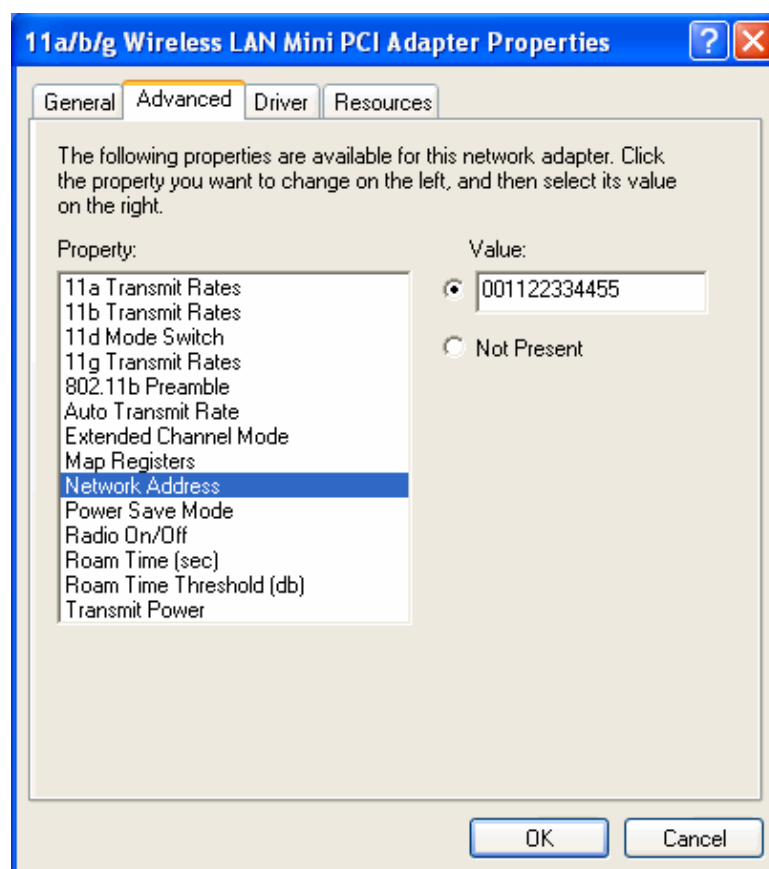 11a/b/g Wireless LAN Mini PCI Adapter Properties
General
Advanced
Driver
Resources
The following properties are available for this network adapter. Click
the property you want to change on the left, and then select its value
on the right.
Property:
Value:
11a Transmit Rates
11b Transmit Rates
11d Mode Switch
11g Transmit Rates
802.11b Preamble
Auto Transmit Rate
Extended Channel Mode
Map Registers
Network Address
Power Save Mode
Radio On/Off
Roam Time (sec)
Roam Time Threshold (db)
Transmit Power
001122334455
Not Present
OK
Cancel